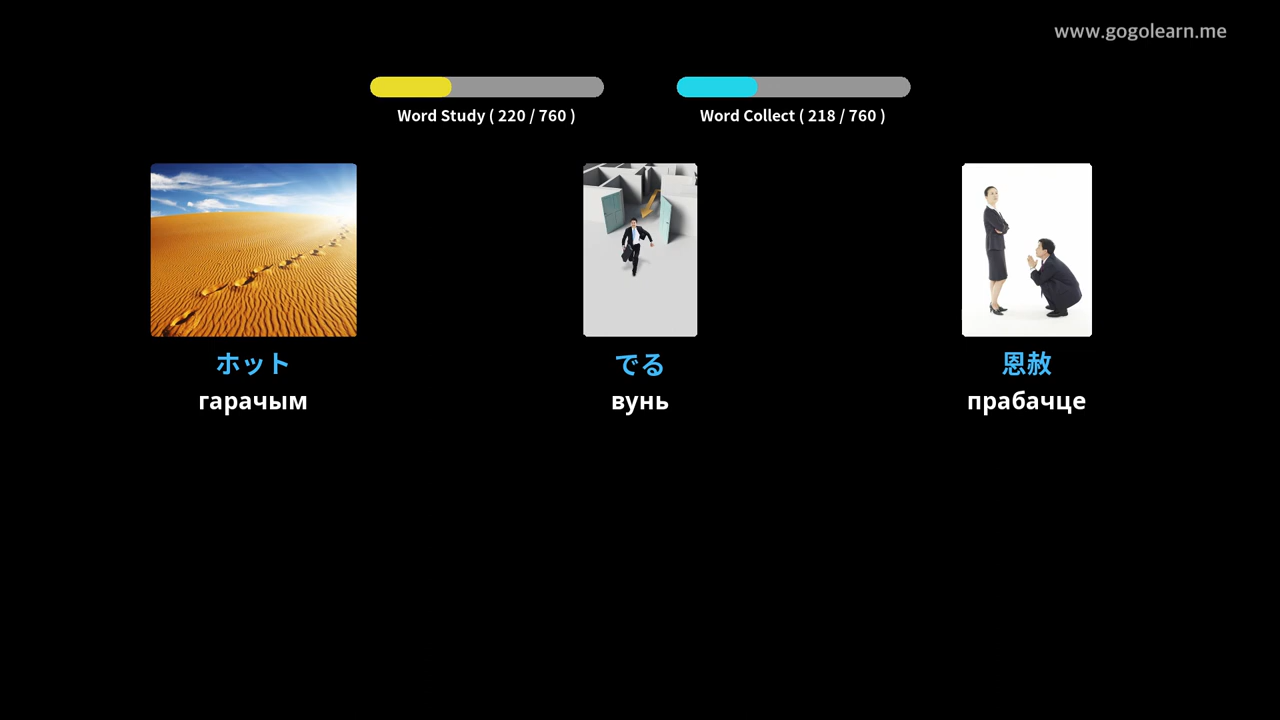 www.gogolearn.me
Word Study ( 220 / 760 )
Word Collect ( 218 / 760 )
ホット
でる
恩赦
гарачым
вунь
прабачце